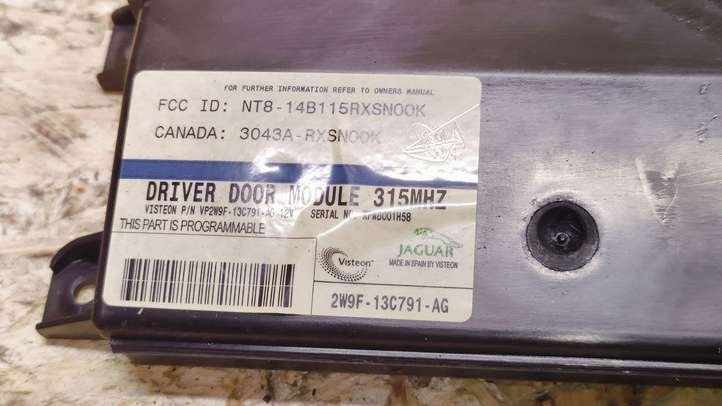 FOR FURTHER INFORMATION REFER TO OWNERS MANUAL
FCC ID: NT8-14B115RXSNOOK
CANADA: 3043A-RXSNOOK
DRIVER DOOR MODULE 315MHZ
VISTEON P/N VP2W9F-13C791-AG 12V SERIAL
THIS PART IS PROGRAMMABLE
Visteon
JAGUAR
MADE IN SPAIN BY VISTEON
2W9F-13C791-AG